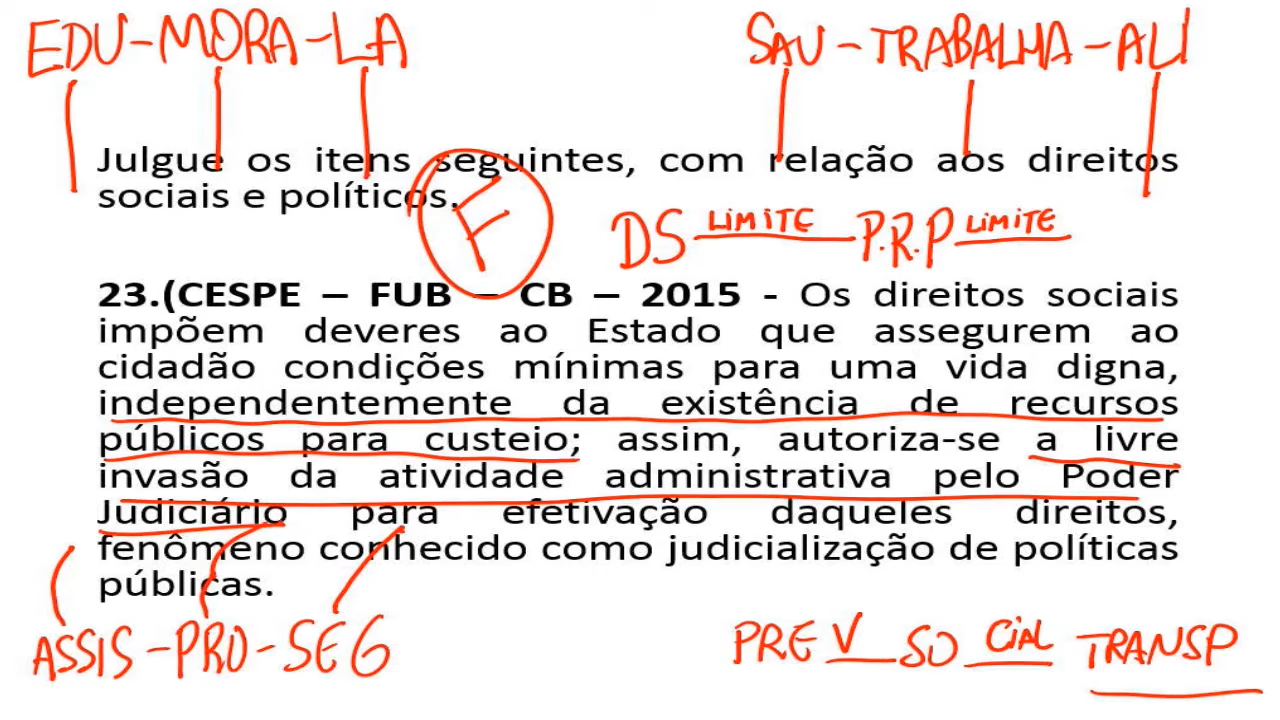 EDU-MORA-LA SAU-TRABALHA-ALI
Julgue os itens seguintes, com relação aos direitos
sociais e políticos.
F
DS LIMITE P.R.P LIMITE
23.(CESPE – FUB – CB – 2015 - Os direitos sociais
impõem deveres ao Estado que assegurem ao
cidadão condições mínimas para uma vida digna,
independentemente da existência de recursos
públicos para custeio; assim, autoriza-se a livre
invasão da atividade administrativa pelo Poder
Judiciário para efetivação daqueles direitos,
fenômeno conhecido como judicialização de políticas
públicas.
ASSIS-PRO-SEG PREV SOCIAL TRANSP